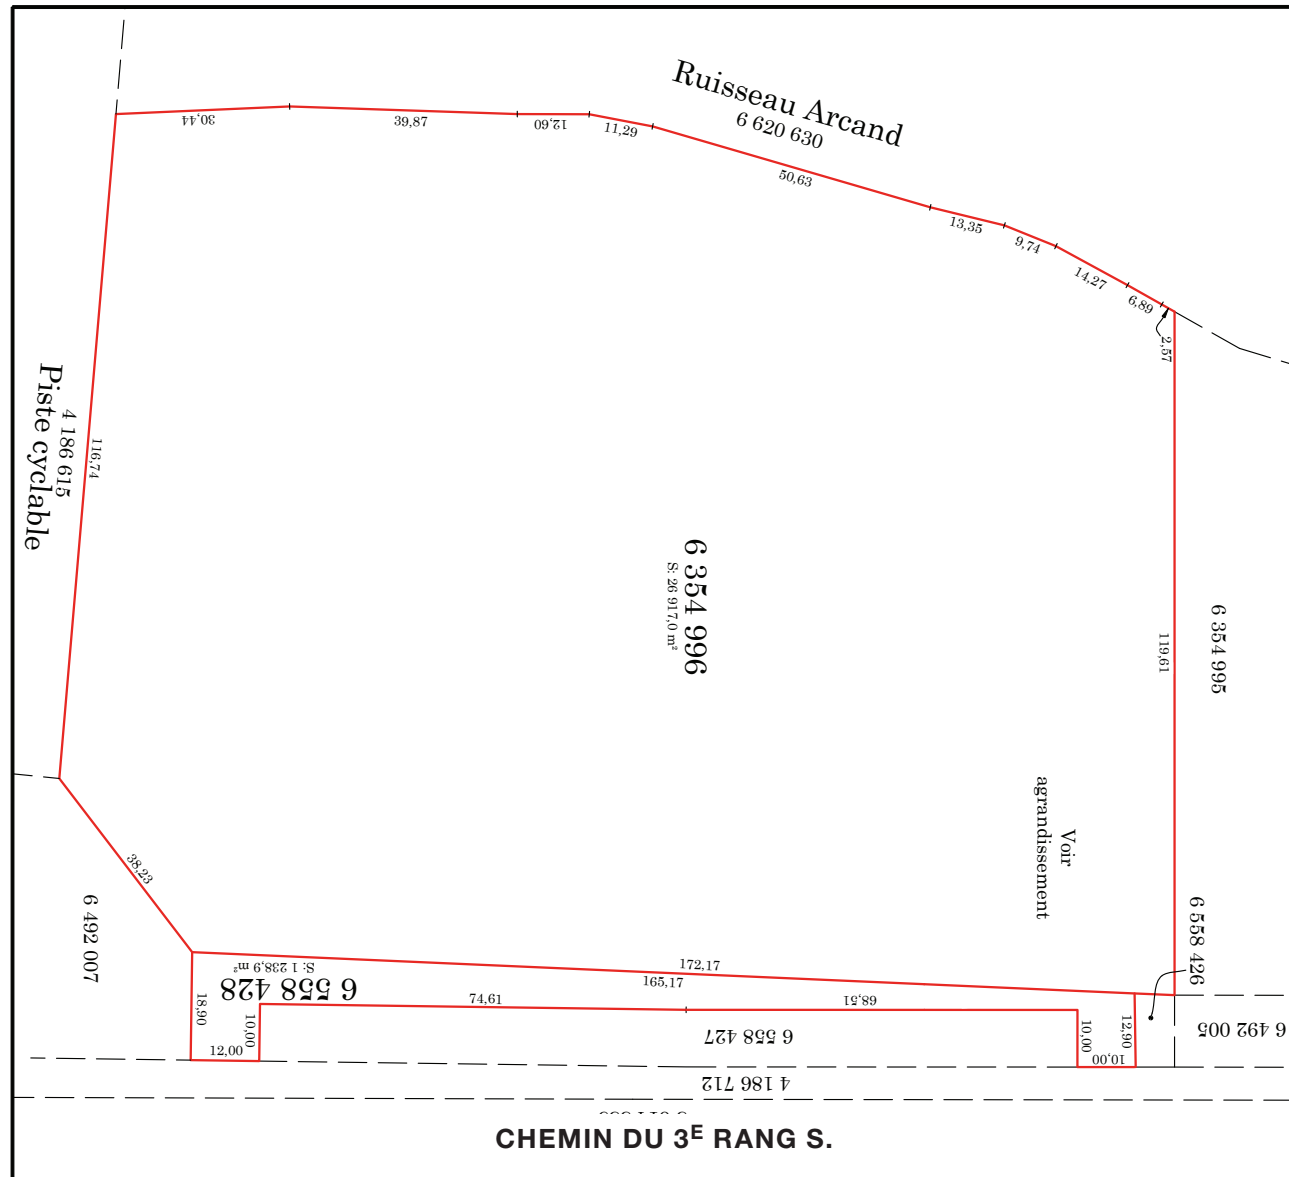 Ruisseau Arcand
6 620 630
30,44
39,87
12,60
11,29
50,63
13,35
9,74
14,27
6,89
2,57
Piste cyclable
4 186 615
116,74
6 354 996
S: 26 917,0 m²
119,61
6 354 995
Voir
agrandissement
38,23
6 492 007
6 558 426
172,17
165,17
S: 1 238,9 m²
6 558 428
18,90
10,00
12,00
74,61
68,51
6 558 427
10,00
12,90
10,00
6 492 005
4 186 712
CHEMIN DU 3E RANG S.